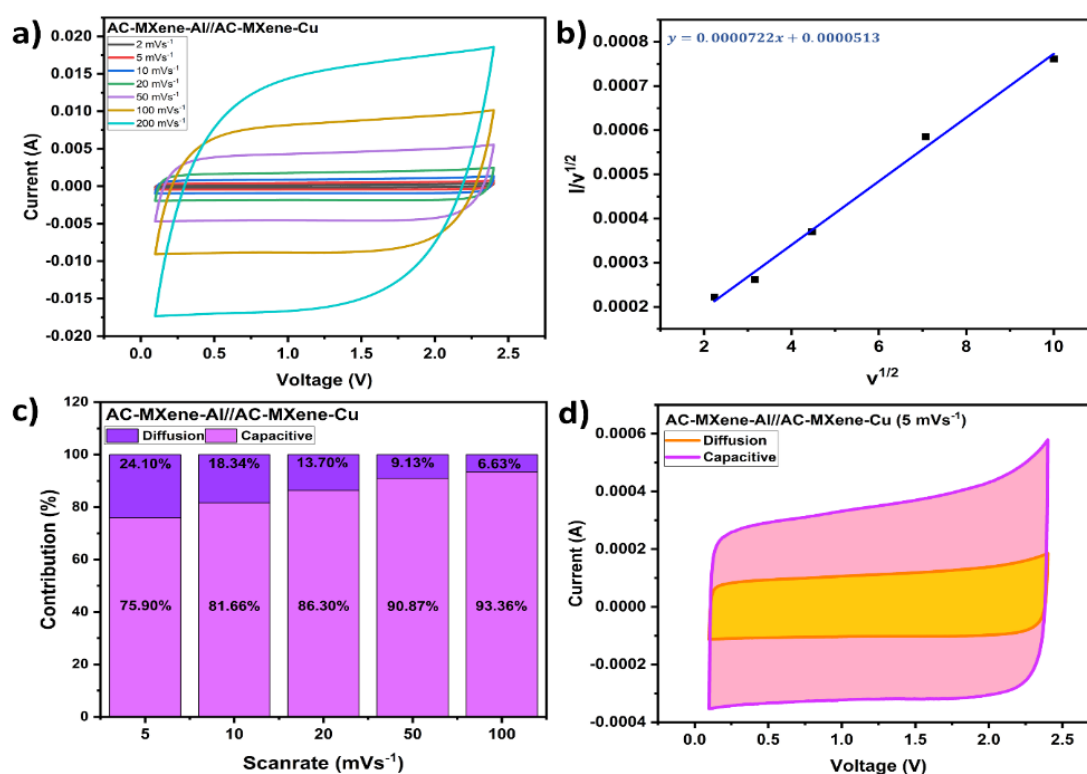 a)
AC-MXene-Al//AC-MXene-Cu
2 mVs⁻¹
5 mVs⁻¹
10 mVs⁻¹
20 mVs⁻¹
50 mVs⁻¹
100 mVs⁻¹
200 mVs⁻¹
0.020
0.015
0.010
0.005
0.000
-0.005
-0.010
-0.015
-0.020
Current (A)
0.0 0.5 1.0 1.5 2.0 2.5
Voltage (V)
b)
y = 0.0000722x + 0.0000513
0.0008
0.0007
0.0006
0.0005
0.0004
0.0003
0.0002
I/v^1/2
2 4 6 8 10
v^1/2
c)
AC-MXene-Al//AC-MXene-Cu
Diffusion Capacitive
120
100
80
60
40
20
0
Contribution (%)
24.10% 18.34% 13.70% 9.13% 6.63%
75.90% 81.66% 86.30% 90.87% 93.36%
5 10 20 50 100
Scanrate (mVs⁻¹)
d)
AC-MXene-Al//AC-MXene-Cu (5 mVs⁻¹)
Diffusion
Capacitive
0.0006
0.0004
0.0002
0.0000
-0.0002
-0.0004
Current (A)
0.0 0.5 1.0 1.5 2.0 2.5
Voltage (V)